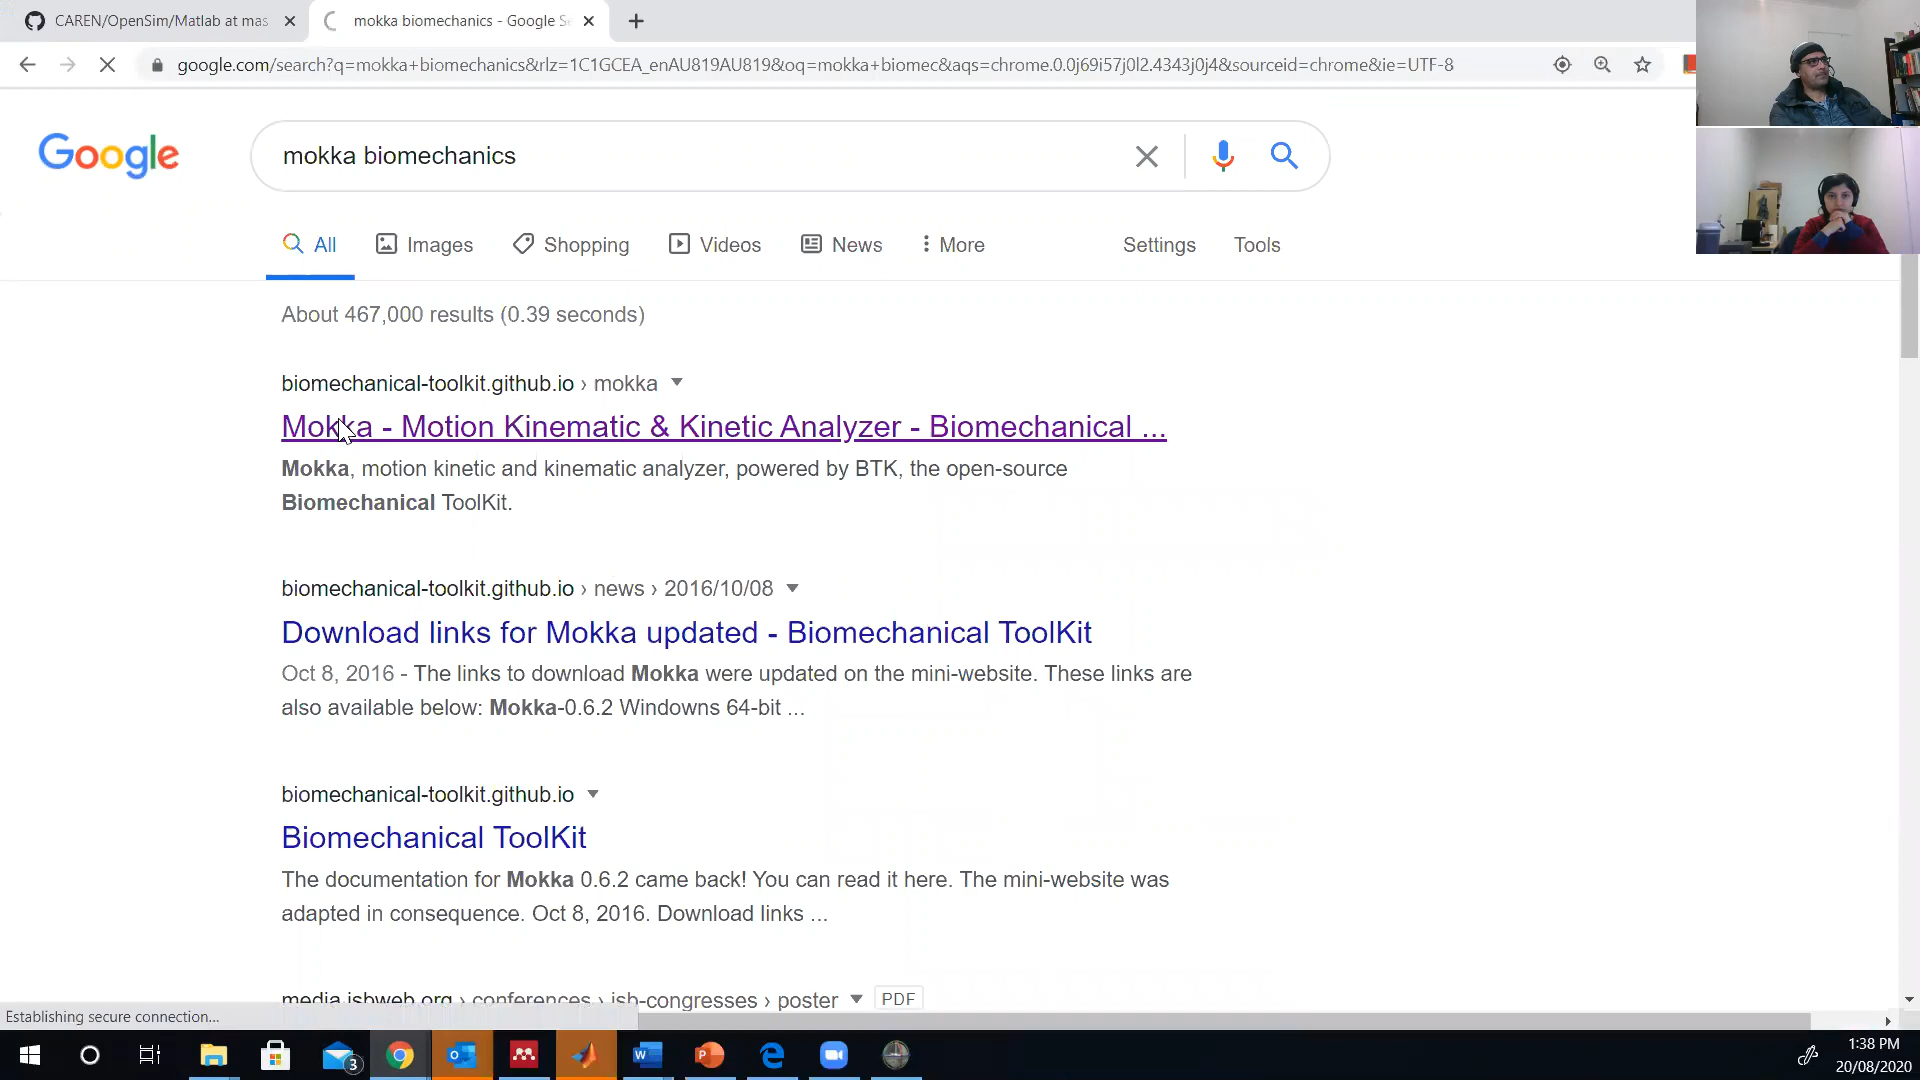 CAREN/OpenSim/Matlab at mas
mokka biomechanics - Google S
google.com/search?q=mokka+biomechanics&rlz=1C1GCEA_enAU819AU819&oq=mokka+biomec&aqs=chrome.0.0j69i57j0l2.4343j0j4&sourceid=chrome&ie=UTF-8
Google
mokka biomechanics
All
Images
Shopping
Videos
News
More
Settings
Tools
About 467,000 results (0.39 seconds)
biomechanical-toolkit.github.io › mokka
Mokka - Motion Kinematic & Kinetic Analyzer - Biomechanical ...
Mokka, motion kinetic and kinematic analyzer, powered by BTK, the open-source
Biomechanical ToolKit.
biomechanical-toolkit.github.io › news › 2016/10/08
Download links for Mokka updated - Biomechanical ToolKit
Oct 8, 2016 - The links to download Mokka were updated on the mini-website. These links are
also available below: Mokka-0.6.2 Windowns 64-bit ...
biomechanical-toolkit.github.io
Biomechanical ToolKit
The documentation for Mokka 0.6.2 came back! You can read it here. The mini-website was
adapted in consequence. Oct 8, 2016. Download links ...
media.isbweb.org › conferences › isb-congresses › poster
PDF
Establishing secure connection...
3
1:38 PM
20/08/2020